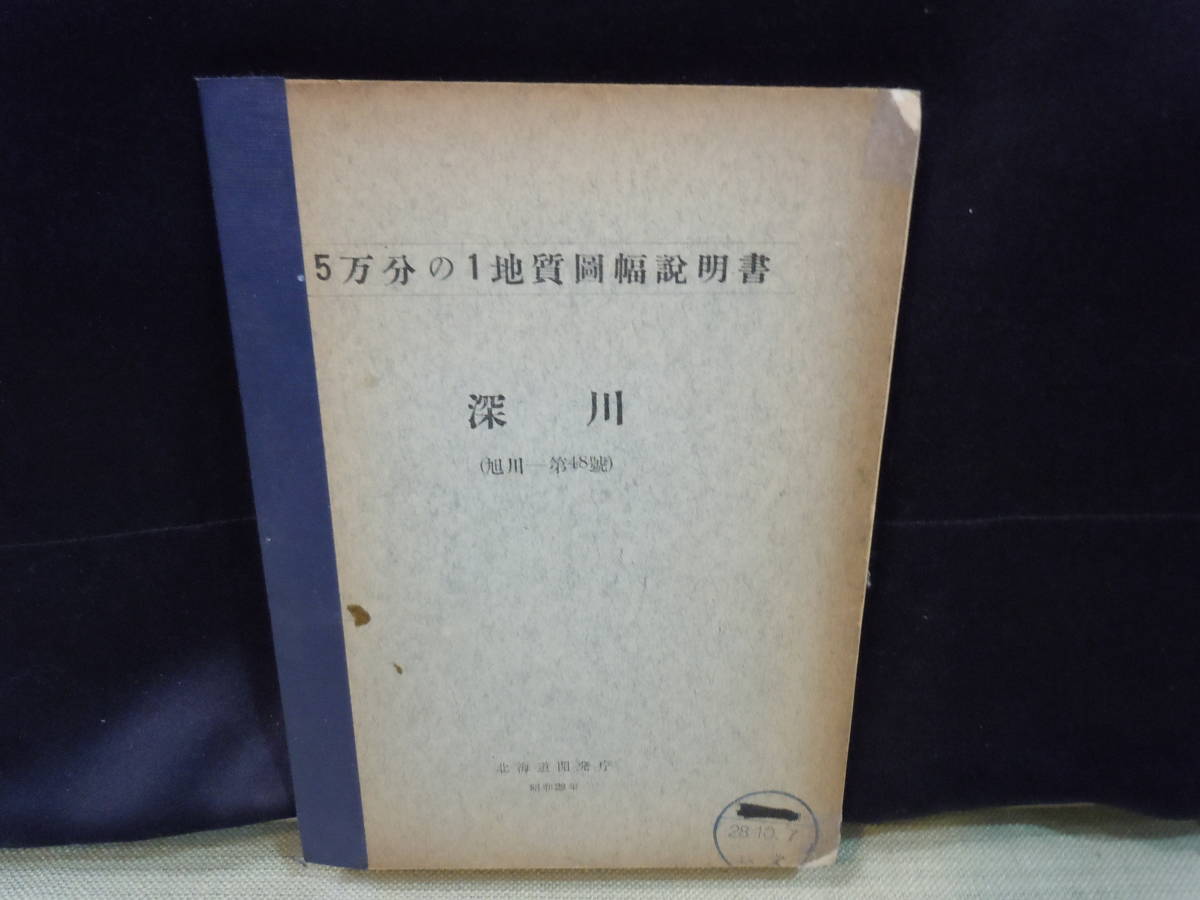 5万分の1地質圖幅說明書
深川
(旭川—第48號)
北海道開発庁
28.10.7